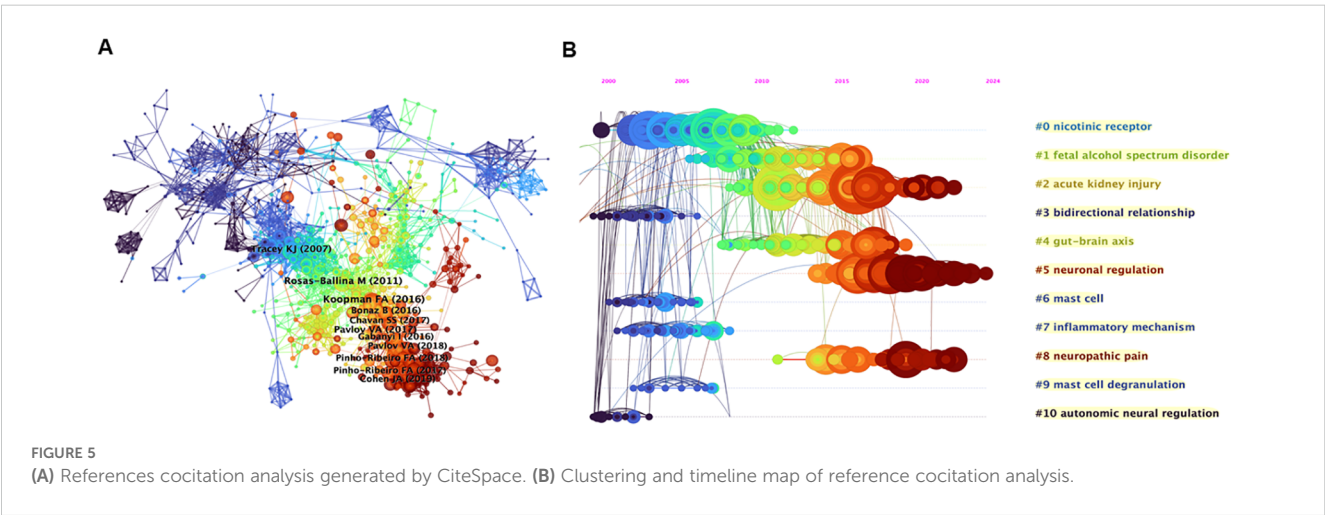 A
B
2000 2005 2010 2015 2020 2024
Tracey KJ (2007)
Rosas-Ballina M (2011)
Koopman FA (2016)
Bonaz B (2016)
Chavan SS (2017)
Pavlov VA (2017)
Gabanyi I (2016)
Pavlov VA (2018)
Pinho-Ribeiro FA (2018)
Pinho-Ribeiro FA (2017)
Cohen JA (2019)
#0 nicotinic receptor
#1 fetal alcohol spectrum disorder
#2 acute kidney injury
#3 bidirectional relationship
#4 gut-brain axis
#5 neuronal regulation
#6 mast cell
#7 inflammatory mechanism
#8 neuropathic pain
#9 mast cell degranulation
#10 autonomic neural regulation
FIGURE 5
(A) References cocitation analysis generated by CiteSpace. (B) Clustering and timeline map of reference cocitation analysis.